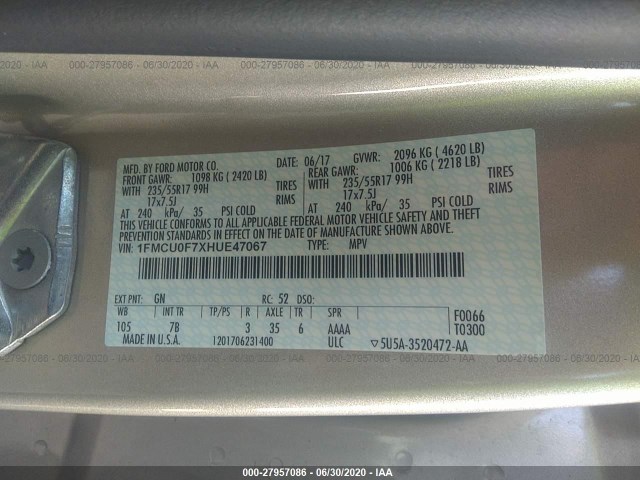 000-27957086 - 06/30/2020 - IAA
MFD. BY FORD MOTOR CO.
DATE: 06/17 GVWR: 2096 KG ( 4620 LB)
FRONT GAWR: 1098 KG ( 2420 LB)
REAR GAWR: 1006 KG ( 2218 LB)
WITH 235/55R17 99H TIRES
WITH 235/55R17 99H TIRES
17x7.5J RIMS
17x7.5J RIMS
AT 240 kPa/ 35 PSI COLD
AT 240 kPa/ 35 PSI COLD
THIS VEHICLE CONFORMS TO ALL APPLICABLE FEDERAL MOTOR VEHICLE SAFETY AND THEFT
PREVENTION STANDARDS IN EFFECT ON THE DATE OF MANUFACTURE SHOWN ABOVE.
VIN: 1FMCU0F7XHUE47067 TYPE: MPV
EXT PNT: GN RC: 52 DSO:
WB INT TR TP/PS R AXLE TR SPR
F0066
105 7B 3 35 6 AAAA
T0300
MADE IN U.S.A. 1201706231400 ULC 5U5A-3520472-AA
000-27957086 - 06/30/2020 - IAA
000-27957086 - 06/30/2020 - IAA